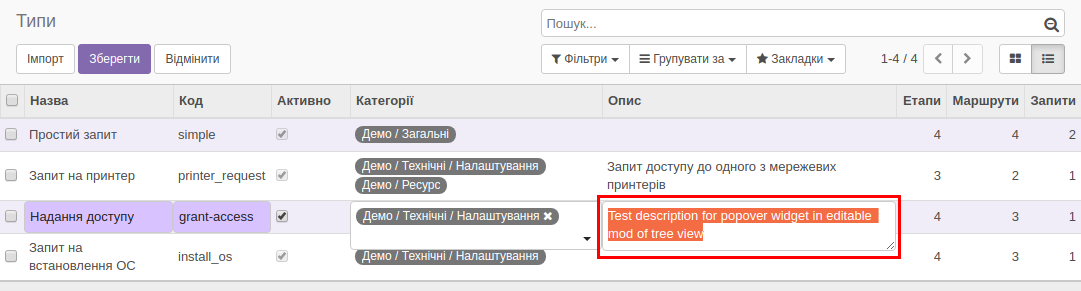 Типи
Пошук...
Імпорт Зберегти Відмінити
Фільтри Групувати за Закладки 1-4 / 4
Назва Код Активно Категорії Опис Етапи Маршрути Запити
Простий запит simple Демо / Загальні 4 4 2
Запит на принтер printer_request Демо / Технічні / Налаштування
Демо / Ресурс
Запит доступу до одного з мережевих
принтерів
3 2 1
Надання доступу grant-access Демо / Технічні / Налаштування ✖
Test description for popover widget in editable
mod of tree view
4 3 1
Запит на
встановлення ОС
install_os Демо / Технічні / Налаштування 4 3 1